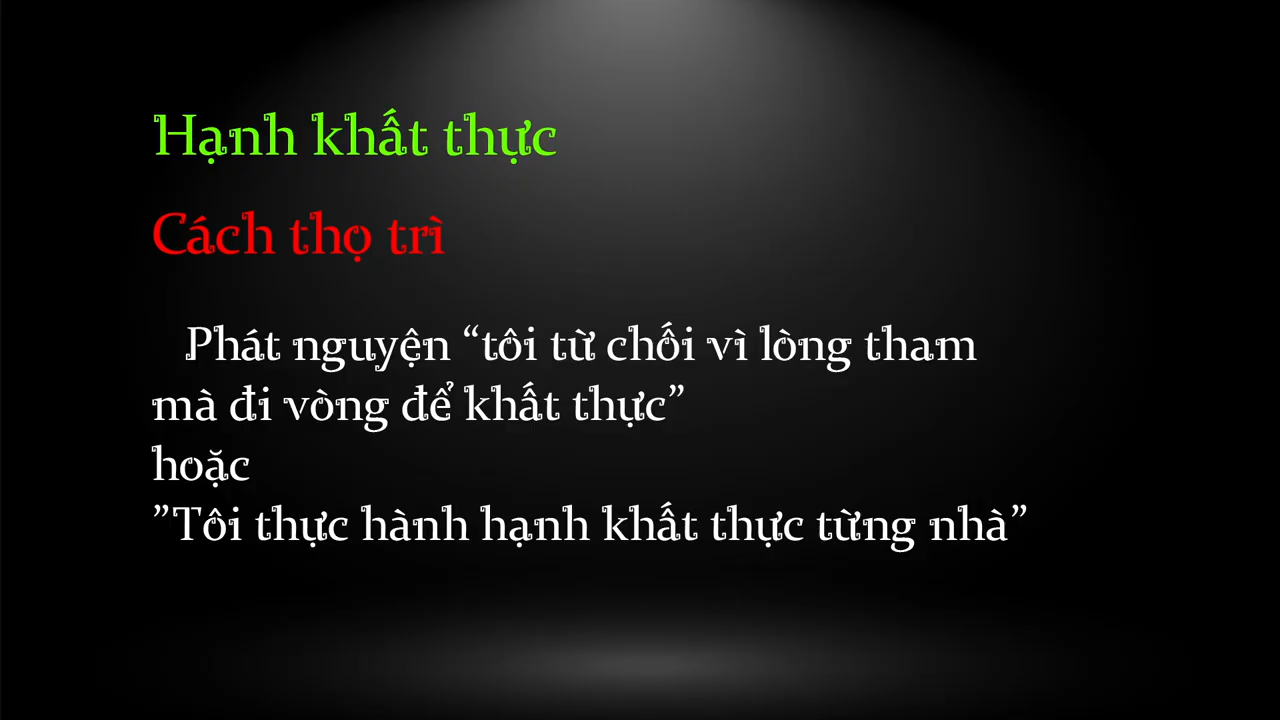 Hạnh khất thực
Cách thọ trì
Phát nguyện “tôi từ chối vì lòng tham
mà đi vòng để khất thực”
hoặc
”Tôi thực hành hạnh khất thực từng nhà”